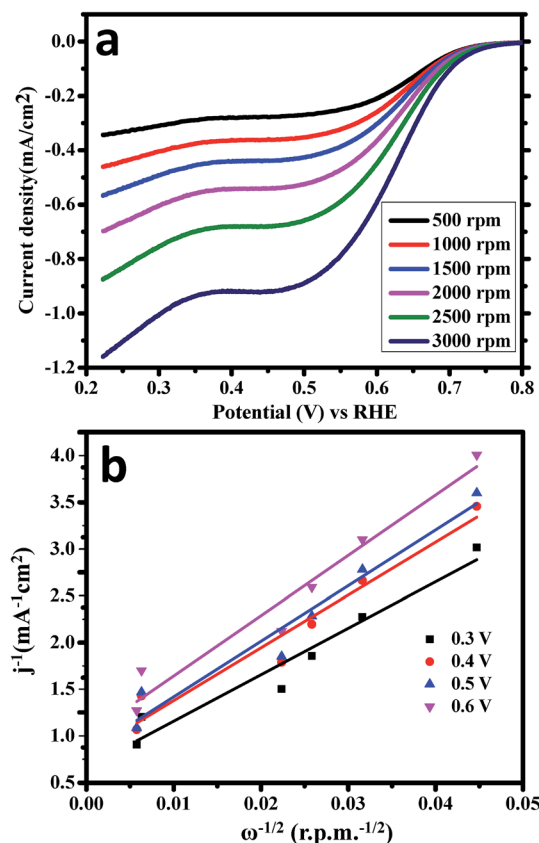 a
0.0
-0.2
-0.4
-0.6
-0.8
-1.0
-1.2
Current density(mA/cm2)
500 rpm
1000 rpm
1500 rpm
2000 rpm
2500 rpm
3000 rpm
0.2 0.3 0.4 0.5 0.6 0.7 0.8
Potential (V) vs RHE
b
4.0
3.5
3.0
2.5
2.0
1.5
1.0
0.5
j⁻¹(mA⁻¹cm²)
0.3 V
0.4 V
0.5 V
0.6 V
0.00 0.01 0.02 0.03 0.04 0.05
ω⁻¹/² (r.p.m.⁻¹/²)